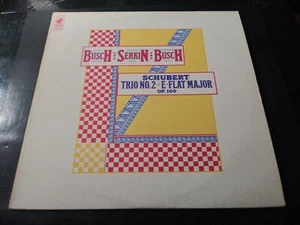 BUSCH : SERKIN : BUSCH
SCHUBERT
TRIO NO.2 : E-FLAT MAJOR
OP. 100